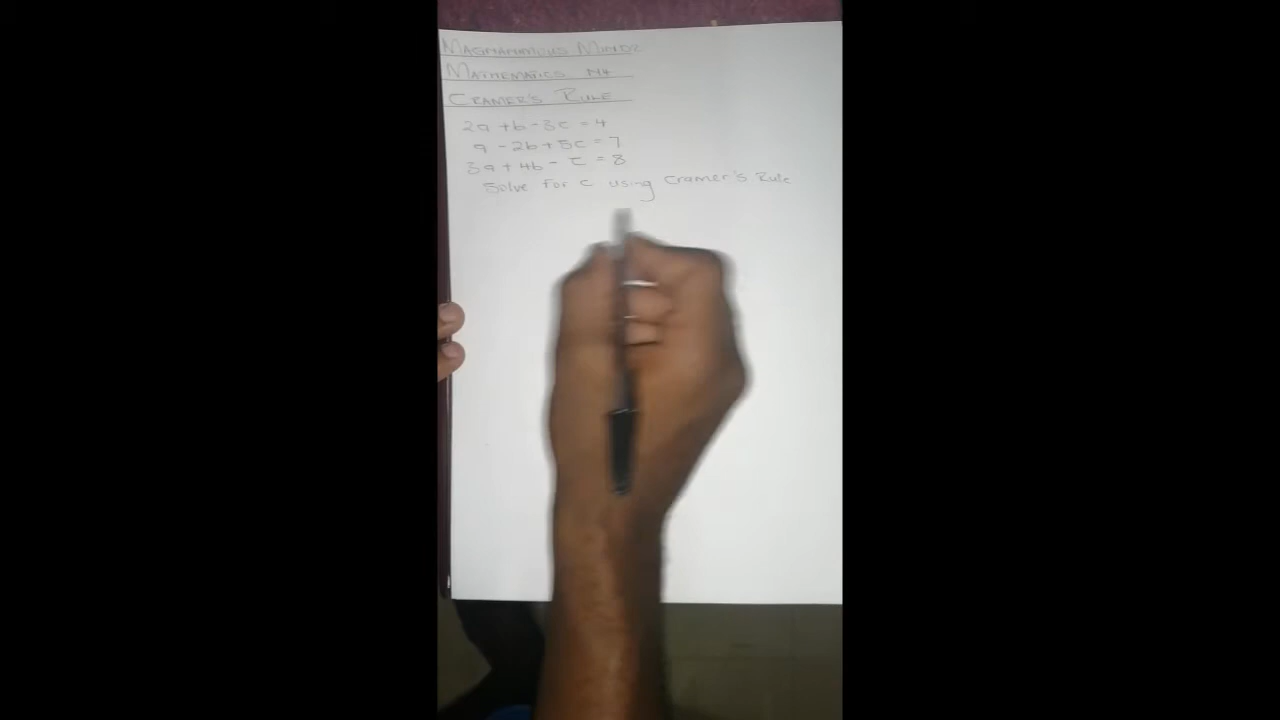 MAGNANIMOUS MINDZ
MATHEMATICS N4
CRAMER'S RULE
2a + b - 3c = 4
a - 2b + 5c = 7
3a + 4b - c = 8
Solve for c using Cramer's Rule